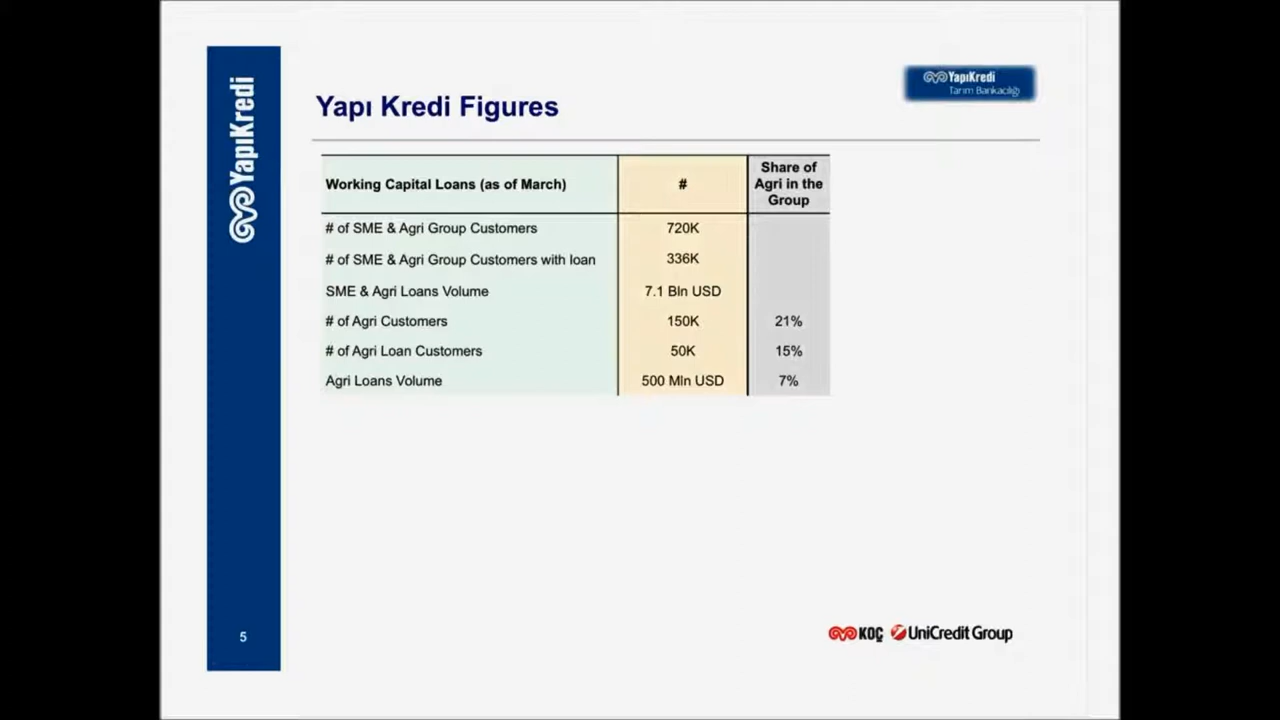 YapıKredi
YapıKredi
Tarım Bankacılığı
Yapı Kredi Figures
Working Capital Loans (as of March) # Share of Agri in the Group
# of SME & Agri Group Customers 720K
# of SME & Agri Group Customers with loan 336K
SME & Agri Loans Volume 7.1 Bln USD
# of Agri Customers 150K 21%
# of Agri Loan Customers 50K 15%
Agri Loans Volume 500 Mln USD 7%
5
KOÇ UniCredit Group